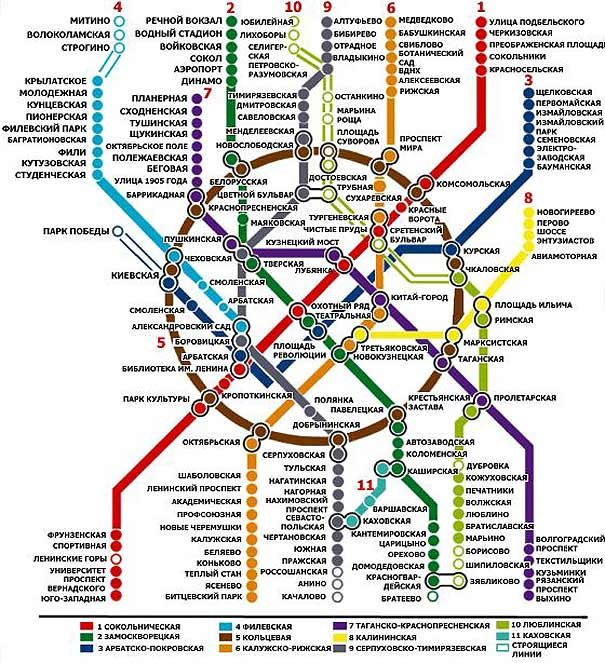 4
МИТИНО
ВОЛОКОЛАМСКАЯ
СТРОГИНО
КРЫЛАТСКОЕ
МОЛОДЕЖНАЯ
КУНЦЕВСКАЯ
ПИОНЕРСКАЯ
ФИЛЕВСКИЙ ПАРК
БАГРАТИОНОВСКАЯ
ФИЛИ
КУТУЗОВСКАЯ
СТУДЕНЧЕСКАЯ
ПАРК ПОБЕДЫ
КИЕВСКАЯ
2
РЕЧНОЙ ВОКЗАЛ
ВОДНЫЙ СТАДИОН
ВОЙКОВСКАЯ
СОКОЛ
АЭРОПОРТ
ДИНАМО
7
ПЛАНЕРНАЯ
СХОДНЕНСКАЯ
ТУШИНСКАЯ
ЩУКИНСКАЯ
ОКТЯБРЬСКОЕ ПОЛЕ
ПОЛЕЖАЕВСКАЯ
БЕГОВАЯ
УЛИЦА 1905 ГОДА
БАРРИКАДНАЯ
10
ЮБИЛЕЙНАЯ
ЛИХОБОРЫ
СЕЛИГЕР-
СКАЯ
ПЕТРОВСКО-
РАЗУМОВСКАЯ
ТИМИРЯЗЕВСКАЯ
ДМИТРОВСКАЯ
САВЕЛОВСКАЯ
МЕНДЕЛЕЕВСКАЯ
НОВОСЛОБОДСКАЯ
9
АЛТУФЬЕВО
БИБИРЕВО
ОТРАДНОЕ
ВЛАДЫКИНО
ОСТАНКИНО
МАРЬИНА
РОЩА
ПЛОЩАДЬ
СУВОРОВА
6
МЕДВЕДКОВО
БАБУШКИНСКАЯ
СВИБЛОВО
БОТАНИЧЕСКИЙ
САД
ВДНХ
АЛЕКСЕЕВСКАЯ
РИЖСКАЯ
ПРОСПЕКТ
МИРА
1
УЛИЦА ПОДБЕЛЬСКОГО
ЧЕРКИЗОВСКАЯ
ПРЕОБРАЖЕНСКАЯ ПЛОЩАД
СОКОЛЬНИКИ
КРАСНОСЕЛЬСКАЯ
КОМСОМОЛЬСКАЯ
3
ЩЕЛКОВСКАЯ
ПЕРВОМАЙСКАЯ
ИЗМАЙЛОВСКАЯ
ИЗМАЙЛОВСКИЙ
ПАРК
СЕМЕНОВСКАЯ
ЭЛЕКТРО-
ЗАВОДСКАЯ
БАУМАНСКАЯ
8
НОВОГИРЕЕВО
ПЕРОВО
ШОССЕ
ЭНТУЗИАСТОВ
АВИАМОТОРНАЯ
БЕЛОРУССКАЯ
ЦВЕТНОЙ БУЛЬВАР
КРАСНОПРЕСНЕНСКАЯ
МАЯКОВСКАЯ
ДОСТОЕВСКАЯ
ТРУБНАЯ
СУХАРЕВСКАЯ
КРАСНЫЕ
ВОРОТА
ТУРГЕНЕВСКАЯ
ЧИСТЫЕ ПРУДЫ
СРЕТЕНСКИЙ
БУЛЬВАР
КУРСКАЯ
ЧКАЛОВСКАЯ
ПУШКИНСКАЯ
КУЗНЕЦКИЙ МОСТ
ЧЕХОВСКАЯ
ТВЕРСКАЯ
ЛУБЯНКА
СМОЛЕНСКАЯ
АРБАТСКАЯ
КИТАЙ-ГОРОД
ОХОТНЫЙ РЯД
ТЕАТРАЛЬНАЯ
ПЛОЩАДЬ ИЛЬИЧА
РИМСКАЯ
СМОЛЕНСКАЯ
АЛЕКСАНДРОВСКИЙ САД
5
БОРОВИЦКАЯ
АРБАТСКАЯ
БИБЛИОТЕКА ИМ. ЛЕНИНА
ПЛОЩАДЬ
РЕВОЛЮЦИИ
ТРЕТЬЯКОВСКАЯ
НОВОКУЗНЕЦКАЯ
МАРКСИСТСКАЯ
ТАГАНСКАЯ
КРОПОТКИНСКАЯ
ПАРК КУЛЬТУРЫ
ПОЛЯНКА
ПАВЕЛЕЦКАЯ
КРЕСТЬЯНСКАЯ
ЗАСТАВА
ПРОЛЕТАРСКАЯ
ДОБРЫНИНСКАЯ
ОКТЯБРЬСКАЯ
СЕРПУХОВСКАЯ
ТУЛЬСКАЯ
НАГАТИНСКАЯ
НАГОРНАЯ
НАХИМОВСКИЙ
ПРОСПЕКТ
СЕВАСТО-
ПОЛЬСКАЯ
ЧЕРТАНОВСКАЯ
ЮЖНАЯ
ПРАЖСКАЯ
РОССОШАНСКАЯ
АНИНО
КАЧАЛОВО
ШАБОЛОВСКАЯ
ЛЕНИНСКИЙ ПРОСПЕКТ
АКАДЕМИЧЕСКАЯ
ПРОФСОЮЗНАЯ
НОВЫЕ ЧЕРЕМУШКИ
КАЛУЖСКАЯ
БЕЛЯЕВО
КОНЬКОВО
ТЕПЛЫЙ СТАН
ЯСЕНЕВО
БИТЦЕВСКИЙ ПАРК
ФРУНЗЕНСКАЯ
СПОРТИВНАЯ
ЛЕНИНСКИЕ ГОРЫ
УНИВЕРСИТЕТ
ПРОСПЕКТ
ВЕРНАДСКОГО
ЮГО-ЗАПАДНАЯ
АВТОЗАВОДСКАЯ
КОЛОМЕНСКАЯ
КАШИРСКАЯ
11
ВАРШАВСКАЯ
КАХОВСКАЯ
КАНТЕМИРОВСКАЯ
ЦАРИЦЫНО
ОРЕХОВО
ДОМОДЕДОВСКАЯ
КРАСНОГВАР-
ДЕЙСКАЯ
БРАТЕЕВО
ДУБРОВКА
КОЖУХОВСКАЯ
ПЕЧАТНИКИ
ВОЛЖСКАЯ
ЛЮБЛИНО
БРАТИСЛАВСКАЯ
МАРЬИНО
БОРИСОВО
ШИПИЛОВСКАЯ
ЗЯБЛИКОВО
ВОЛГОГРАДСКИЙ
ПРОСПЕКТ
ТЕКСТИЛЬЩИКИ
КУЗЬМИНКИ
РЯЗАНСКИЙ
ПРОСПЕКТ
ВЫХИНО
1 СОКОЛЬНИЧЕСКАЯ
2 ЗАМОСКВОРЕЦКАЯ
3 АРБАТСКО-ПОКРОВСКАЯ
4 ФИЛЕВСКАЯ
5 КОЛЬЦЕВАЯ
6 КАЛУЖСКО-РИЖСКАЯ
7 ТАГАНСКО-КРАСНОПРЕСНЕНСКАЯ
8 КАЛИНИНСКАЯ
9 СЕРПУХОВСКО-ТИМИРЯЗЕВСКАЯ
10 ЛЮБЛИНСКАЯ
11 КАХОВСКАЯ
СТРОЯЩИЕСЯ
ЛИНИИ